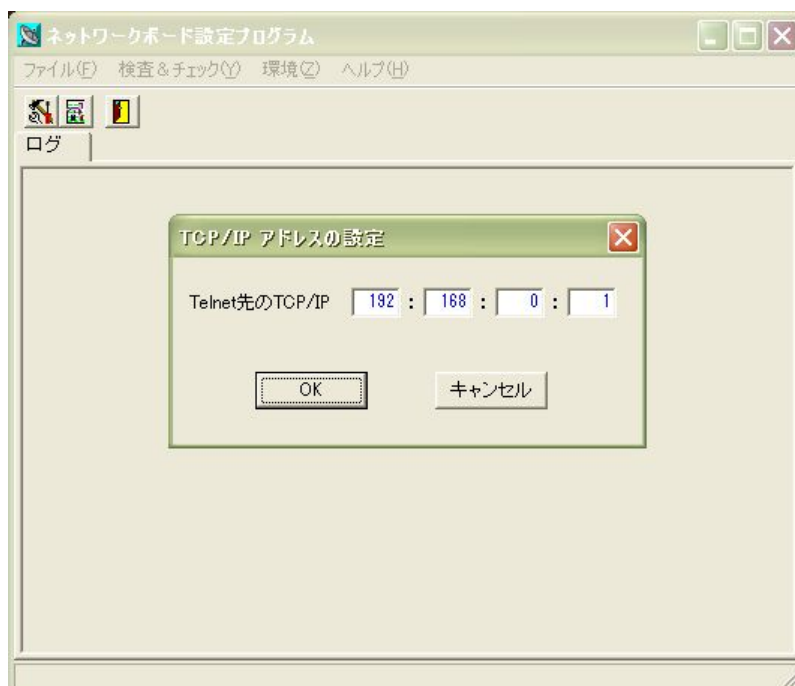 ネットワークボード設定プログラム
ファイル(F) 検査&チェック(Y) 環境(Z) ヘルプ(H)
ログ
TCP/IP アドレスの設定
Telnet先のTCP/IP 192 : 168 : 0 : 1
OK キャンセル